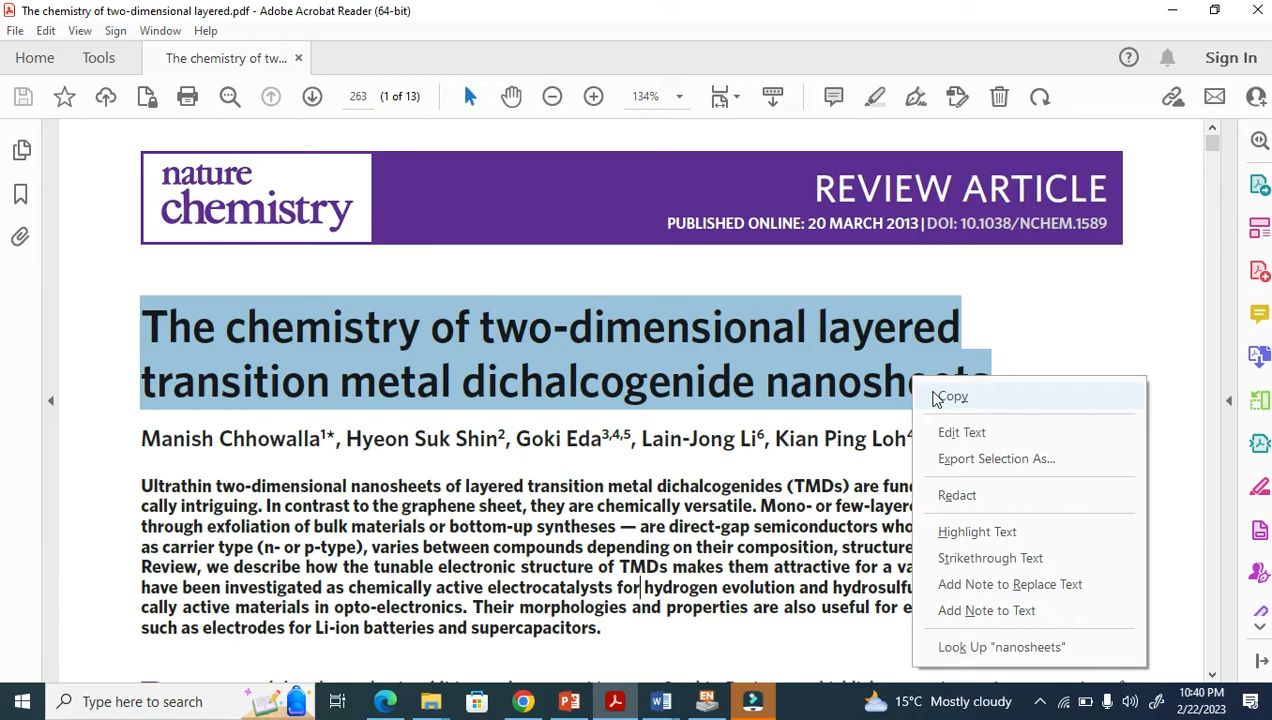 The chemistry of two-dimensional layered.pdf - Adobe Acrobat Reader (64-bit)
File Edit View Sign Window Help
Home Tools The chemistry of tw... Sign In
263 (1 of 13) 134%
nature
chemistry
REVIEW ARTICLE
PUBLISHED ONLINE: 20 MARCH 2013 | DOI: 10.1038/NCHEM.1589
The chemistry of two-dimensional layered
transition metal dichalcogenide nanosheets
Manish Chhowalla1*, Hyeon Suk Shin2, Goki Eda3,4,5, Lain-Jong Li6, Kian Ping Loh4
Ultrathin two-dimensional nanosheets of layered transition metal dichalcogenides (TMDs) are fun
cally intriguing. In contrast to the graphene sheet, they are chemically versatile. Mono- or few-layere
through exfoliation of bulk materials or bottom-up syntheses — are direct-gap semiconductors who
as carrier type (n- or p-type), varies between compounds depending on their composition, structure
Review, we describe how the tunable electronic structure of TMDs makes them attractive for a va
have been investigated as chemically active electrocatalysts for hydrogen evolution and hydrosulfu
cally active materials in opto-electronics. Their morphologies and properties are also useful for e
such as electrodes for Li-ion batteries and supercapacitors.
Copy
Edit Text
Export Selection As...
Redact
Highlight Text
Strikethrough Text
Add Note to Replace Text
Add Note to Text
Look Up "nanosheets"
Type here to search
EN
15°C Mostly cloudy
10:40 PM
2/22/2023